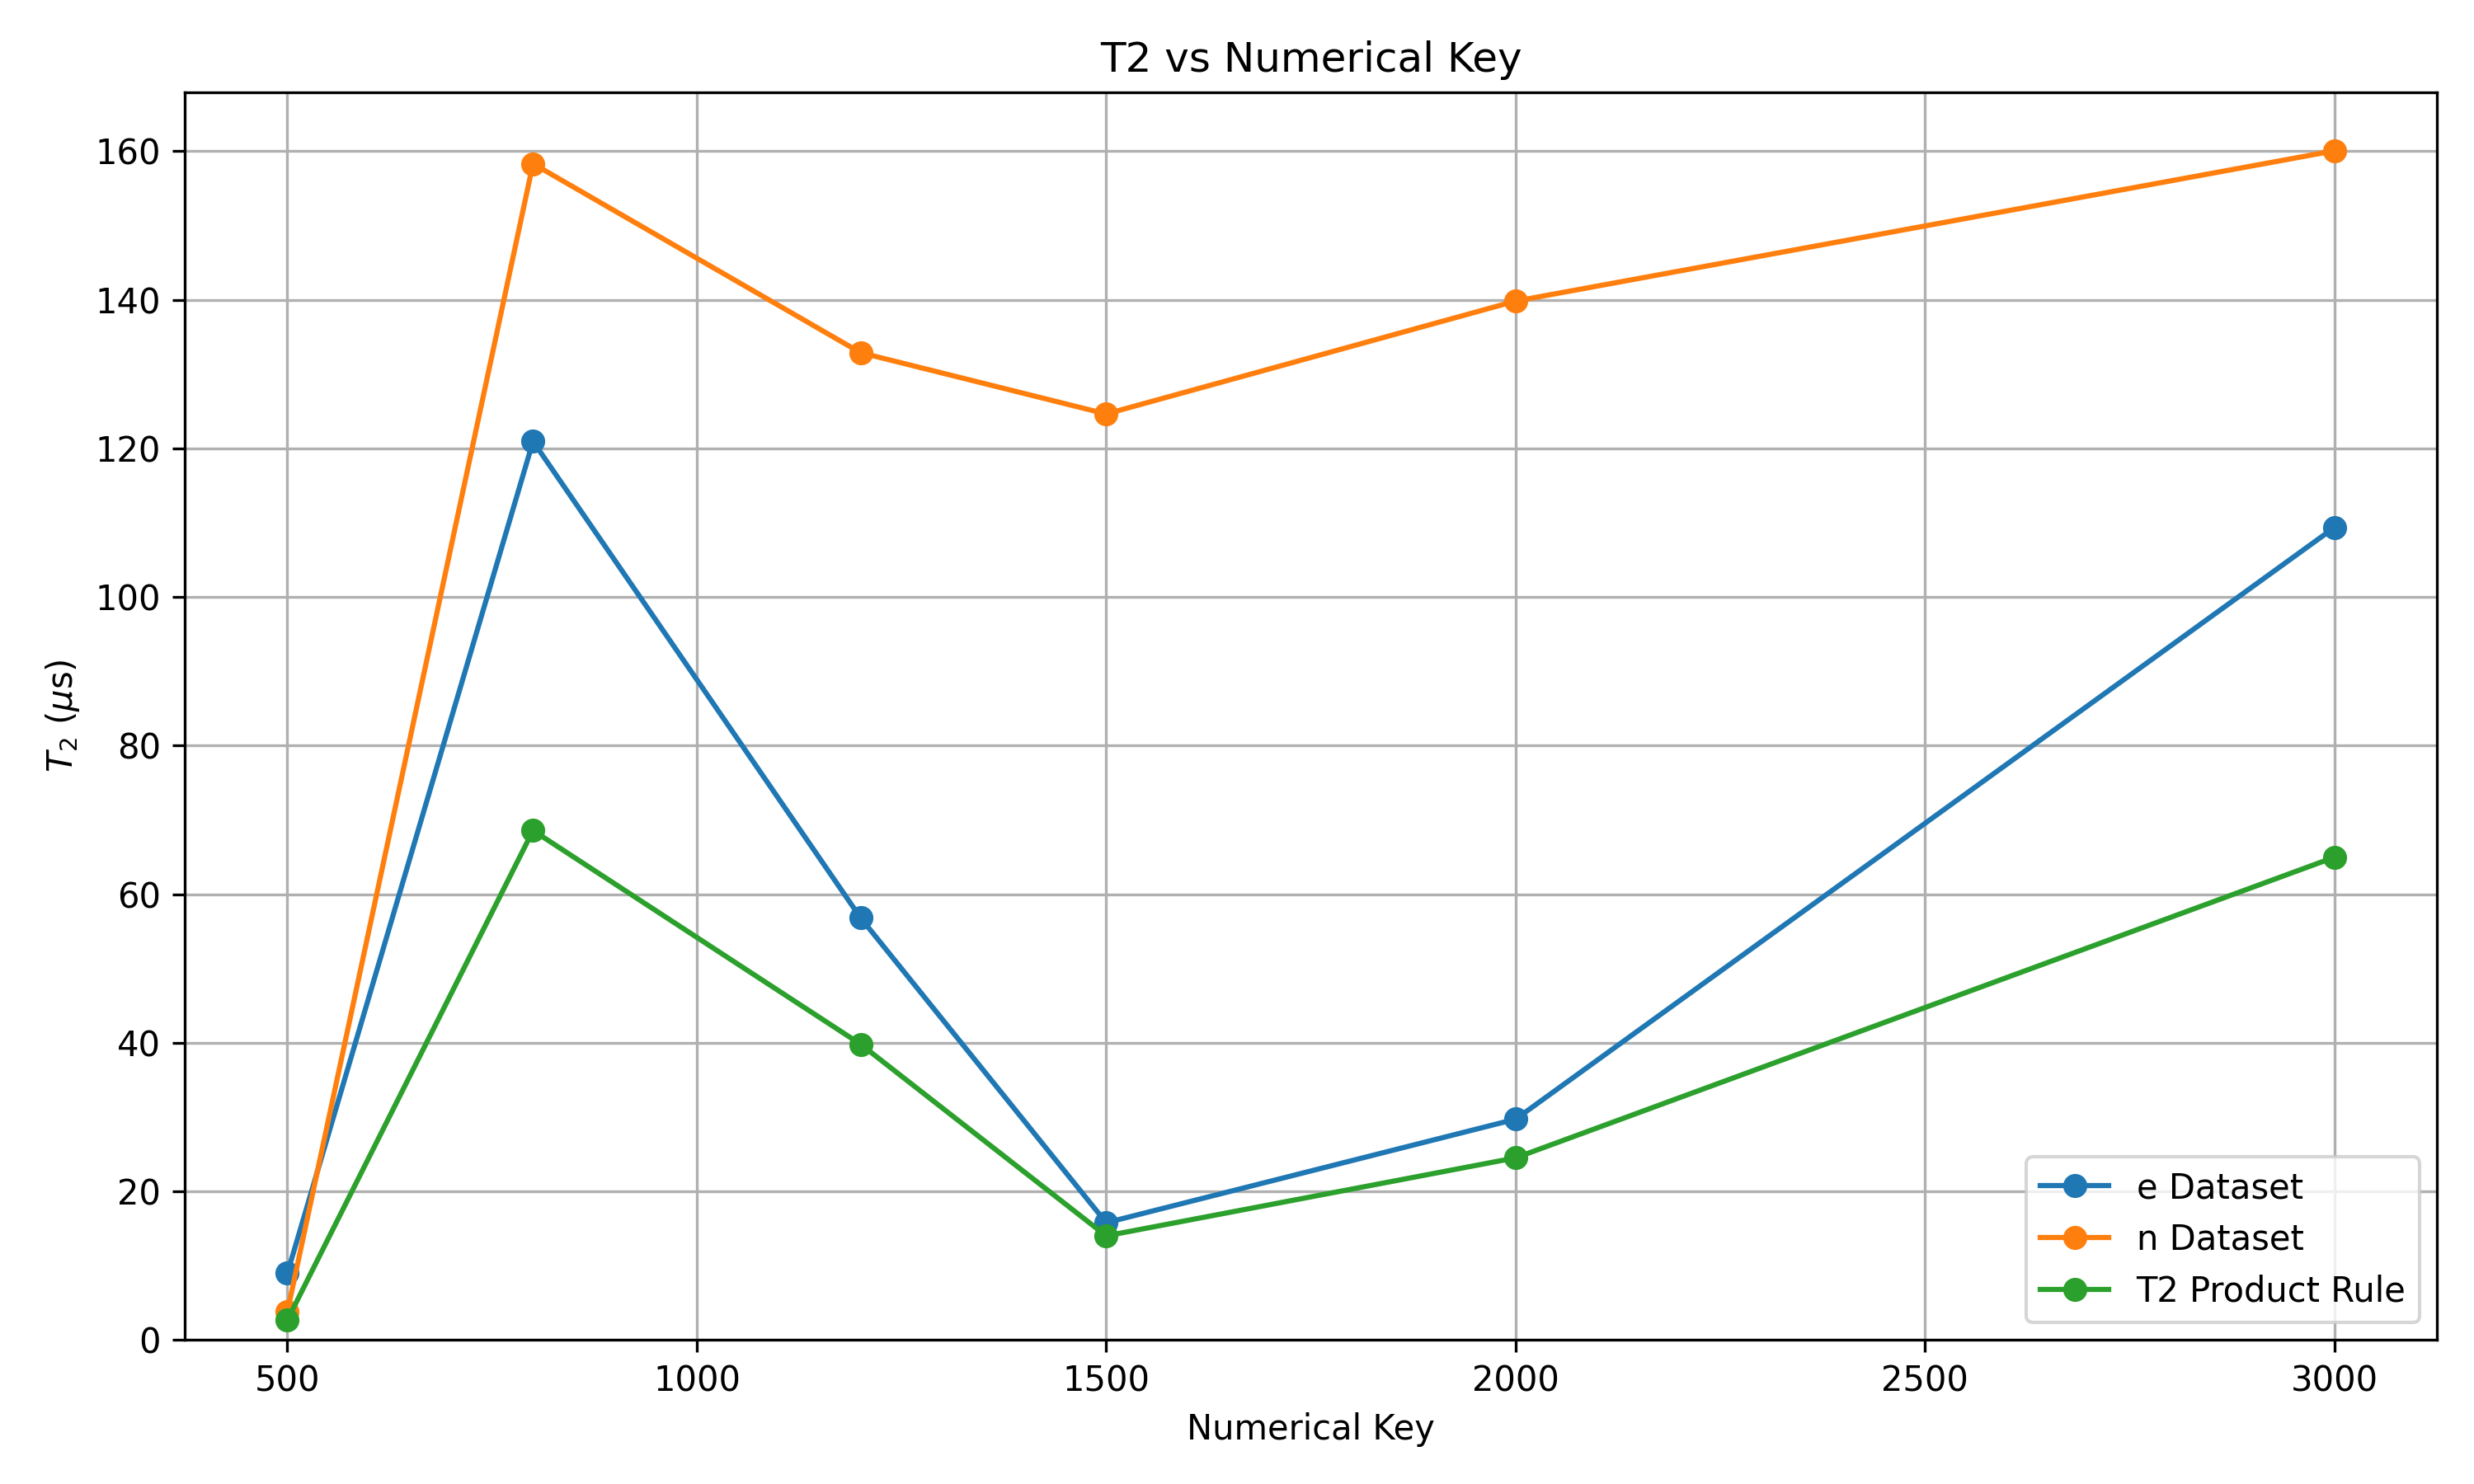 T2 vs Numerical Key
160
140
120
100
80
60
40
20
0
T₂ (μs)
500 1000 1500 2000 2500 3000
Numerical Key
e Dataset
n Dataset
T2 Product Rule